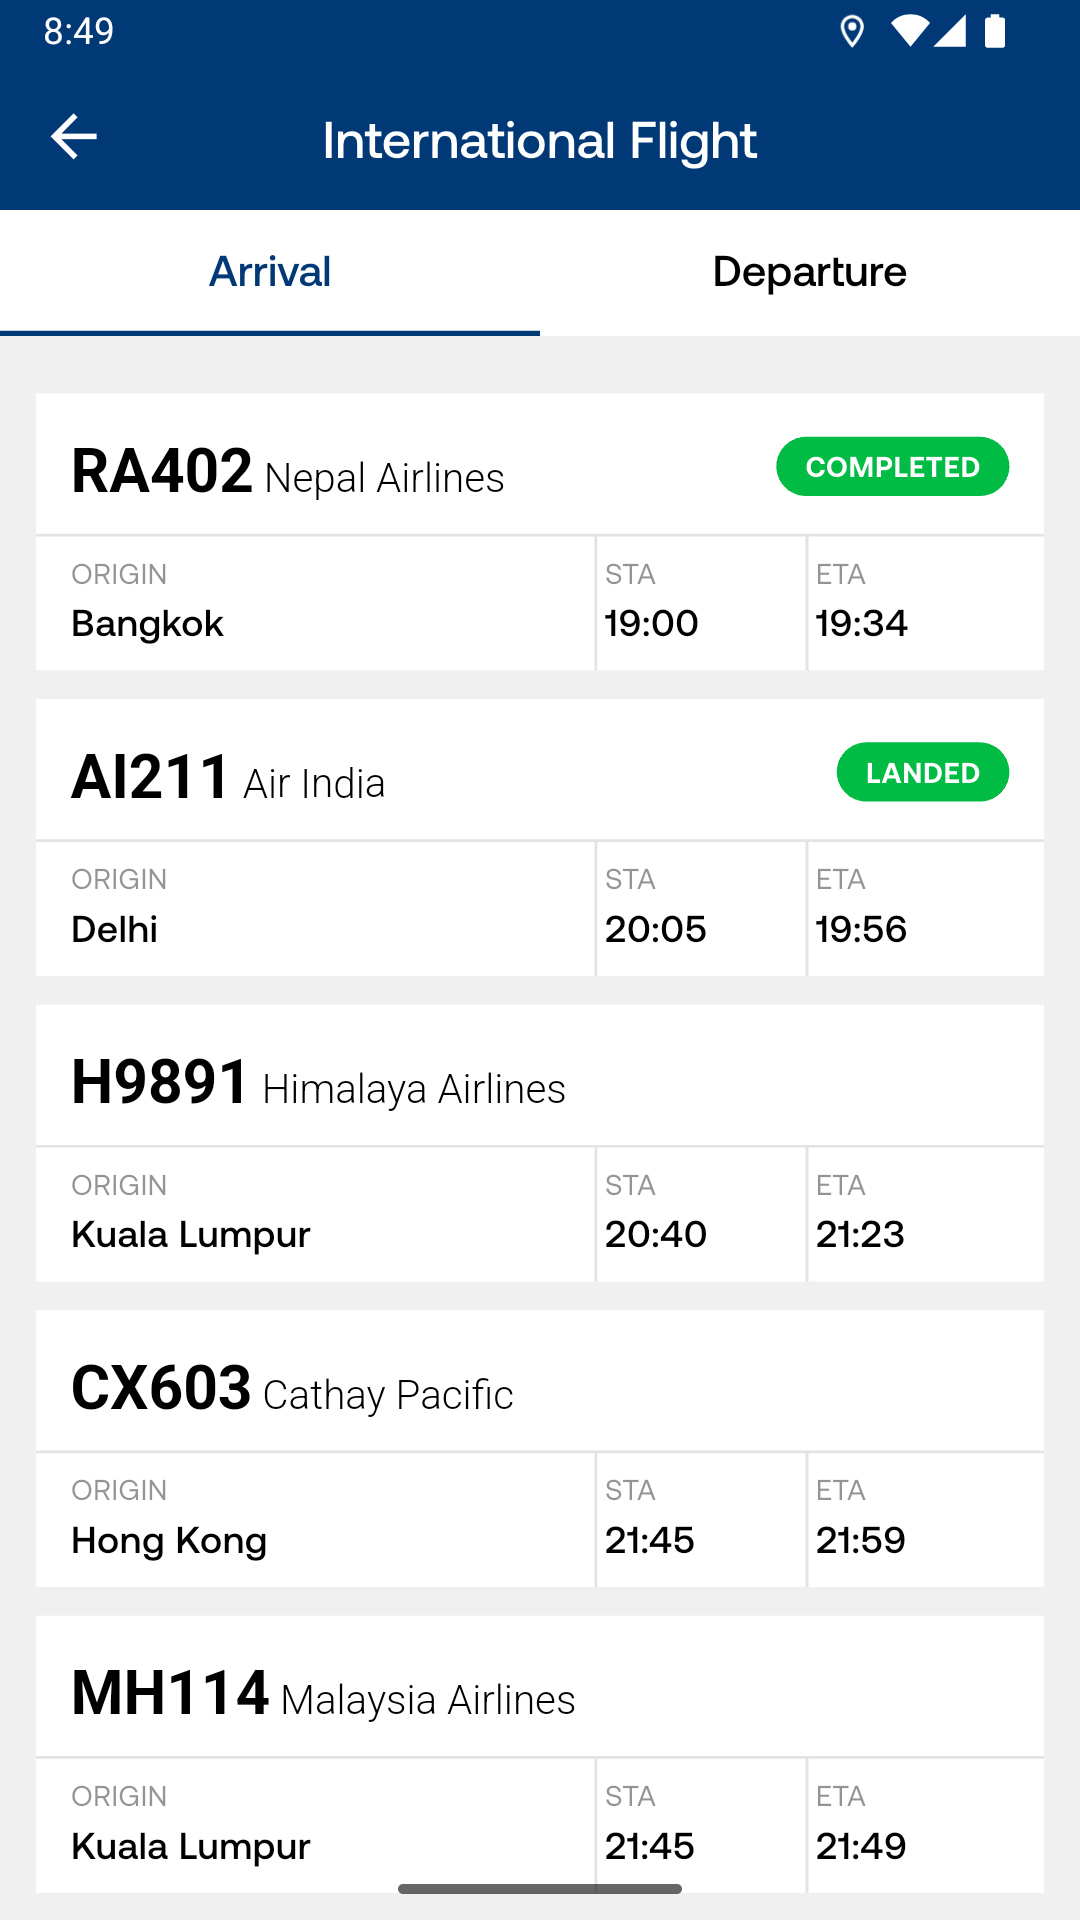 8:49
International Flight
Arrival Departure
RA402 Nepal Airlines COMPLETED
ORIGIN STA ETA
Bangkok 19:00 19:34
AI211 Air India LANDED
ORIGIN STA ETA
Delhi 20:05 19:56
H9891 Himalaya Airlines
ORIGIN STA ETA
Kuala Lumpur 20:40 21:23
CX603 Cathay Pacific
ORIGIN STA ETA
Hong Kong 21:45 21:59
MH114 Malaysia Airlines
ORIGIN STA ETA
Kuala Lumpur 21:45 21:49